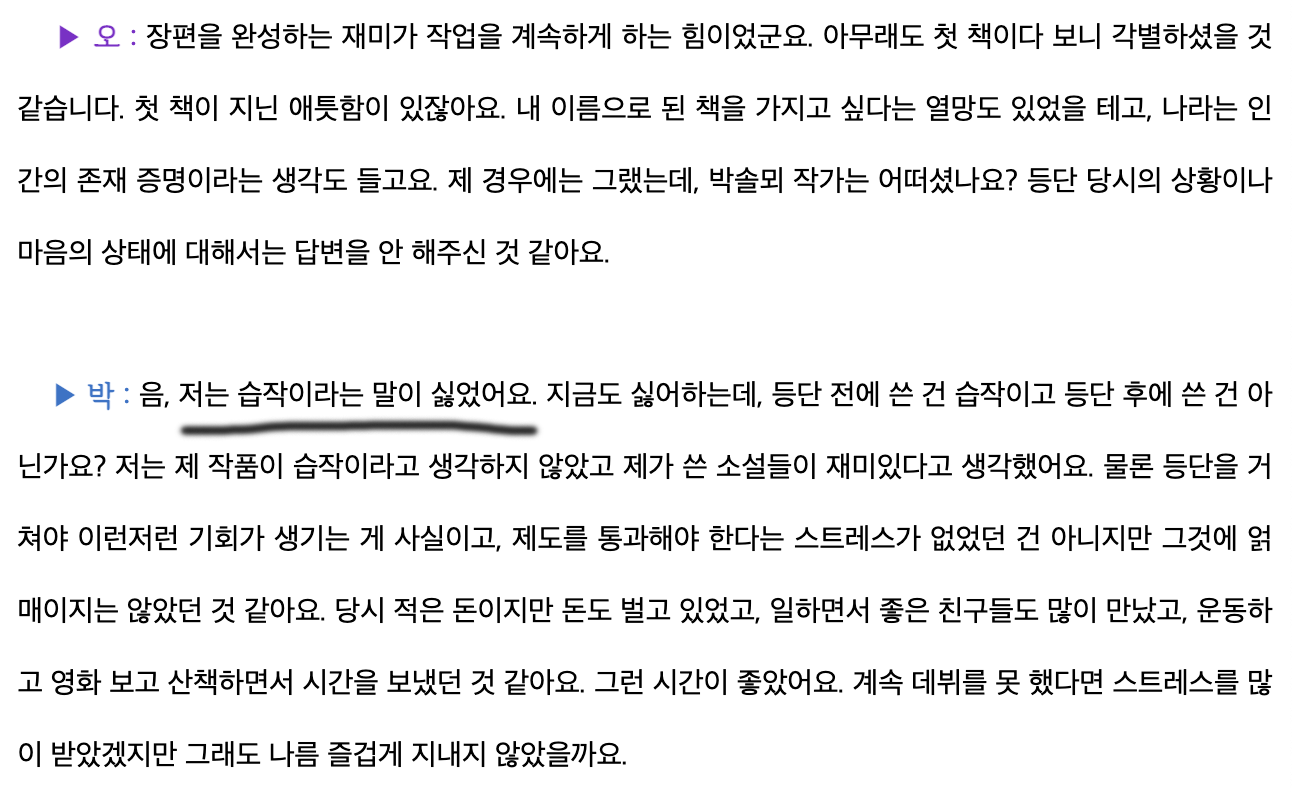 ▶ 오 : 장편을 완성하는 재미가 작업을 계속하게 하는 힘이었군요. 아무래도 첫 책이다 보니 각별하셨을 것
같습니다. 첫 책이 지닌 애틋함이 있잖아요. 내 이름으로 된 책을 가지고 싶다는 열망도 있었을 테고, 나라는 인
간의 존재 증명이라는 생각도 들고요. 제 경우에는 그랬는데, 박솔뫼 작가는 어떠셨나요? 등단 당시의 상황이나
마음의 상태에 대해서는 답변을 안 해주신 것 같아요.
▶ 박 : 음, 저는 습작이라는 말이 싫었어요. 지금도 싫어하는데, 등단 전에 쓴 건 습작이고 등단 후에 쓴 건 아
닌가요? 저는 제 작품이 습작이라고 생각하지 않았고 제가 쓴 소설들이 재미있다고 생각했어요. 물론 등단을 거
쳐야 이런저런 기회가 생기는 게 사실이고, 제도를 통과해야 한다는 스트레스가 없었던 건 아니지만 그것에 얽
매이지는 않았던 것 같아요. 당시 적은 돈이지만 돈도 벌고 있었고, 일하면서 좋은 친구들도 많이 만났고, 운동하
고 영화 보고 산책하면서 시간을 보냈던 것 같아요. 그런 시간이 좋았어요. 계속 데뷔를 못 했다면 스트레스를 많
이 받았겠지만 그래도 나름 즐겁게 지내지 않았을까요.